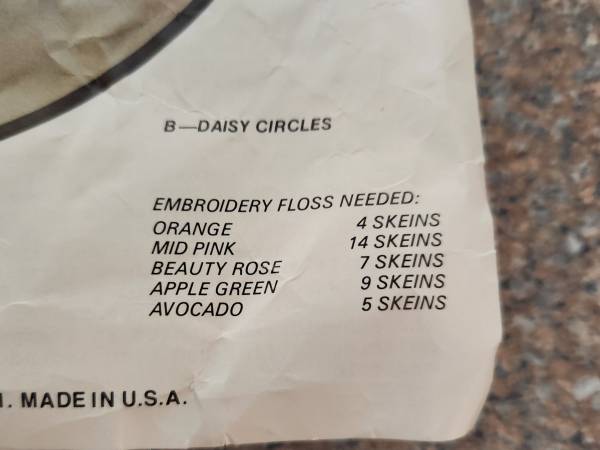 B—DAISY CIRCLES
EMBROIDERY FLOSS NEEDED:
ORANGE 4 SKEINS
MID PINK 14 SKEINS
BEAUTY ROSE 7 SKEINS
APPLE GREEN 9 SKEINS
AVOCADO 5 SKEINS
. MADE IN U.S.A.